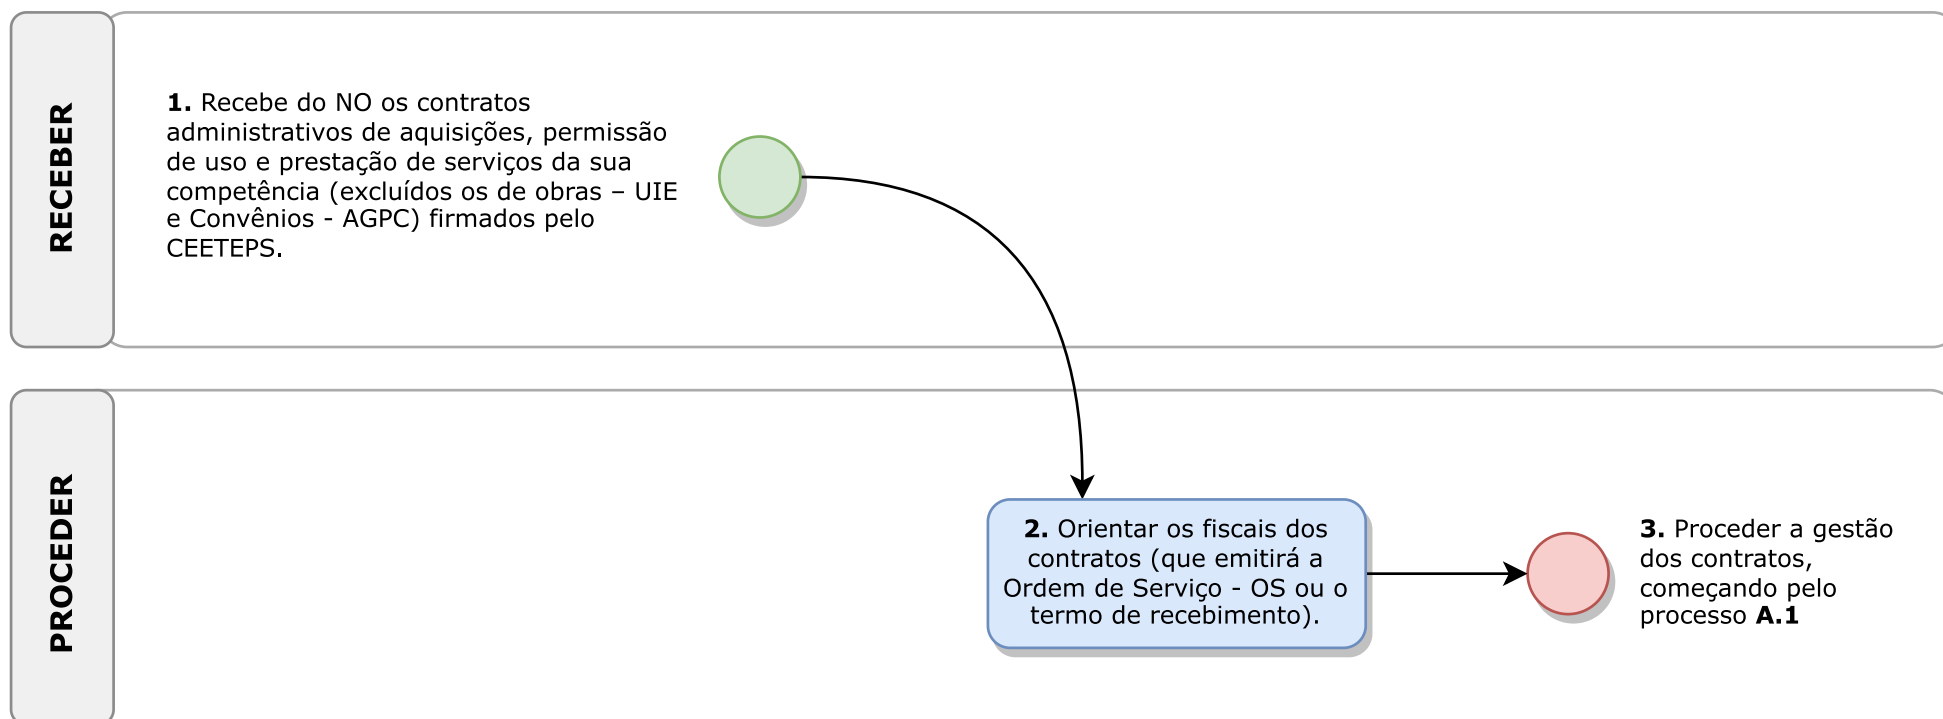 RECEBER
1. Recebe do NO os contratos
administrativos de aquisições, permissão
de uso e prestação de serviços da sua
competência (excluídos os de obras – UIE
e Convênios - AGPC) firmados pelo
CEETEPS.
PROCEDER
2. Orientar os fiscais dos
contratos (que emitirá a
Ordem de Serviço - OS ou o
termo de recebimento).
3. Proceder a gestão
dos contratos,
começando pelo
processo A.1